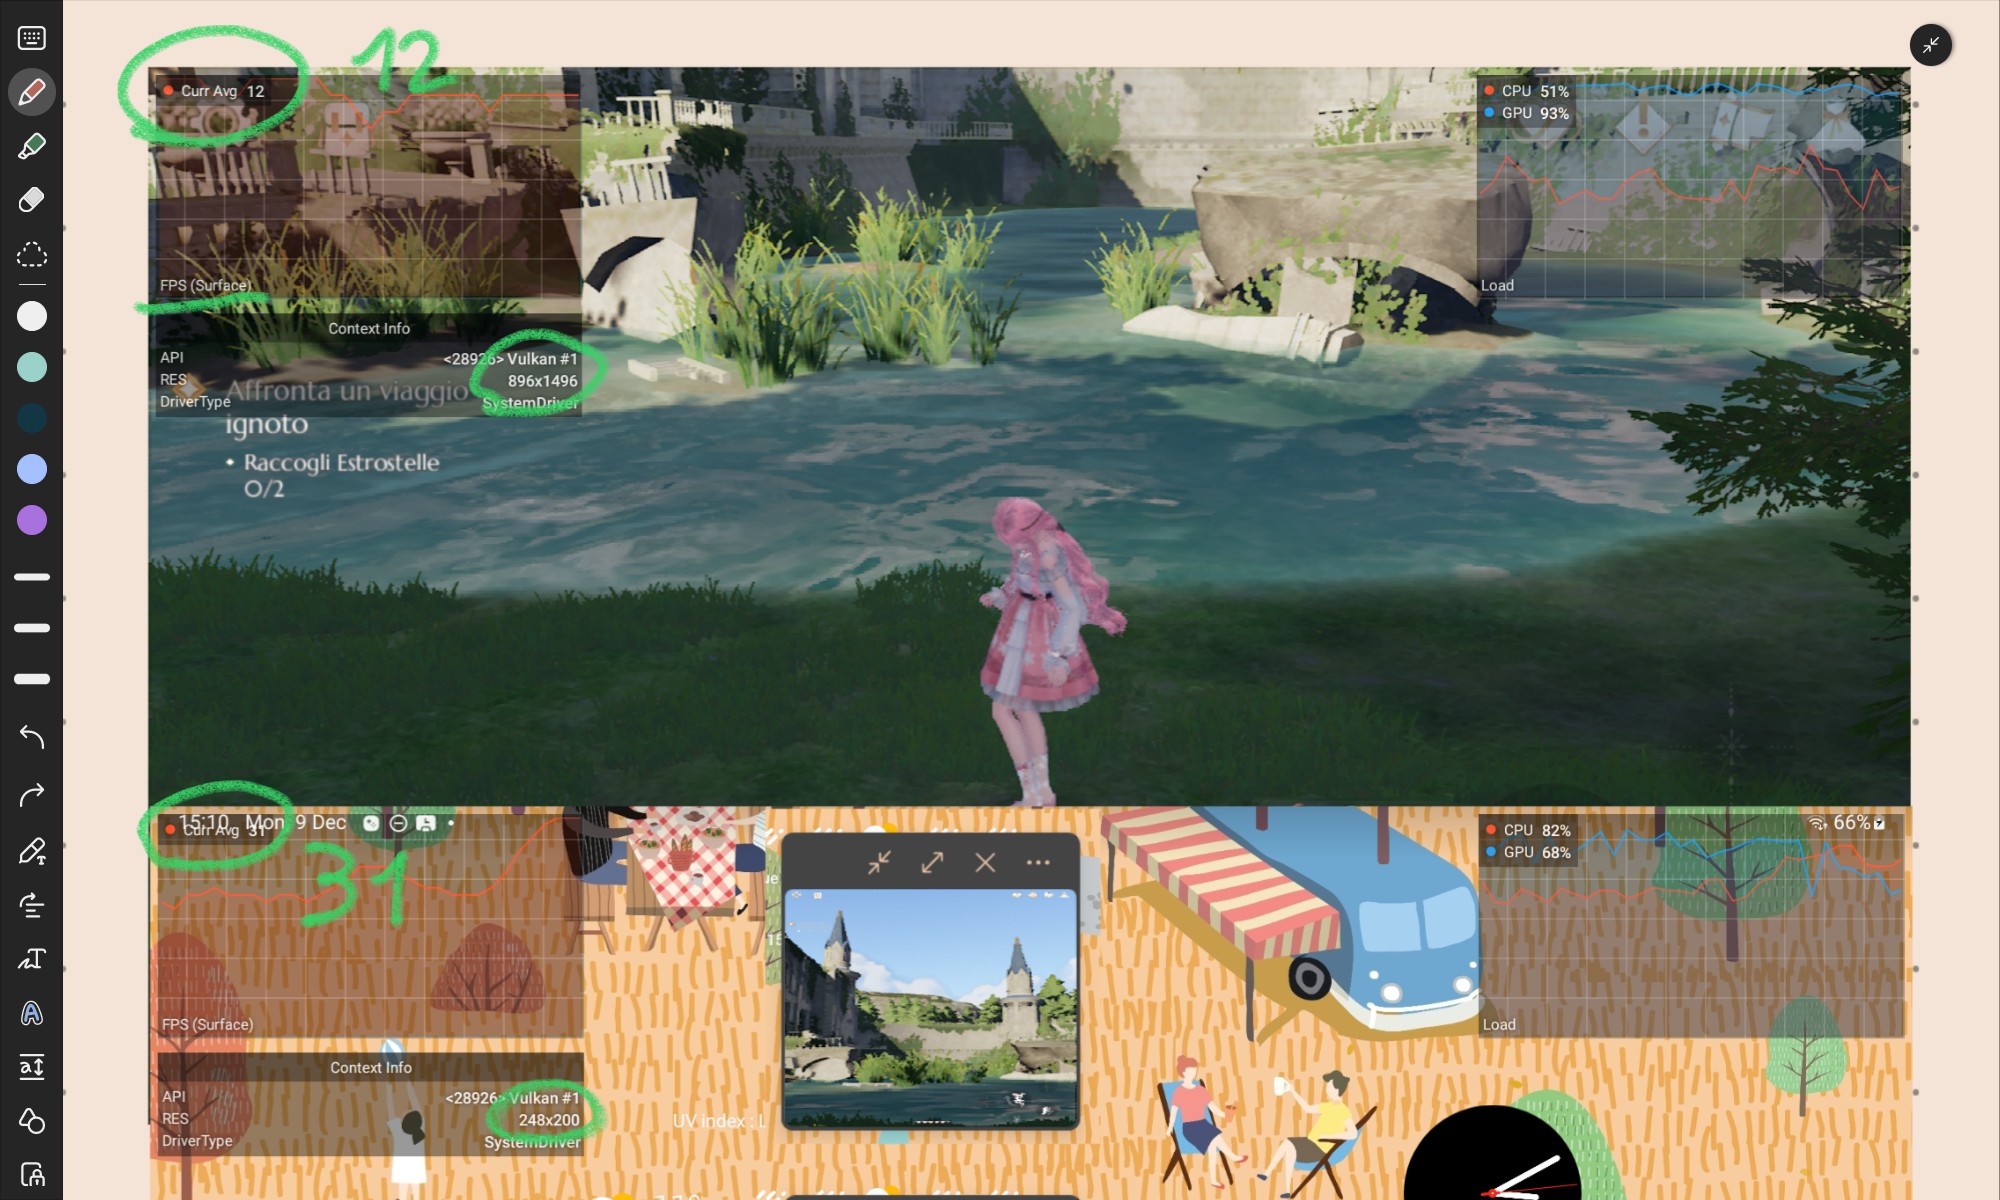 12
Curr Avg 12
CPU 51%
GPU 93%
FPS (Surface)
Load
Context Info
API <28926> Vulkan #1
RES 896x1496
DriverType SystemDriver
Affronta un viaggio
ignoto
• Raccogli Estrostelle
0/2
15:10 Mon 9 Dec
66%
Curr Avg 31
CPU 82%
GPU 68%
31
FPS (Surface)
Load
Context Info
API <28926> Vulkan #1
RES 248x200
DriverType SystemDriver
UV index : L